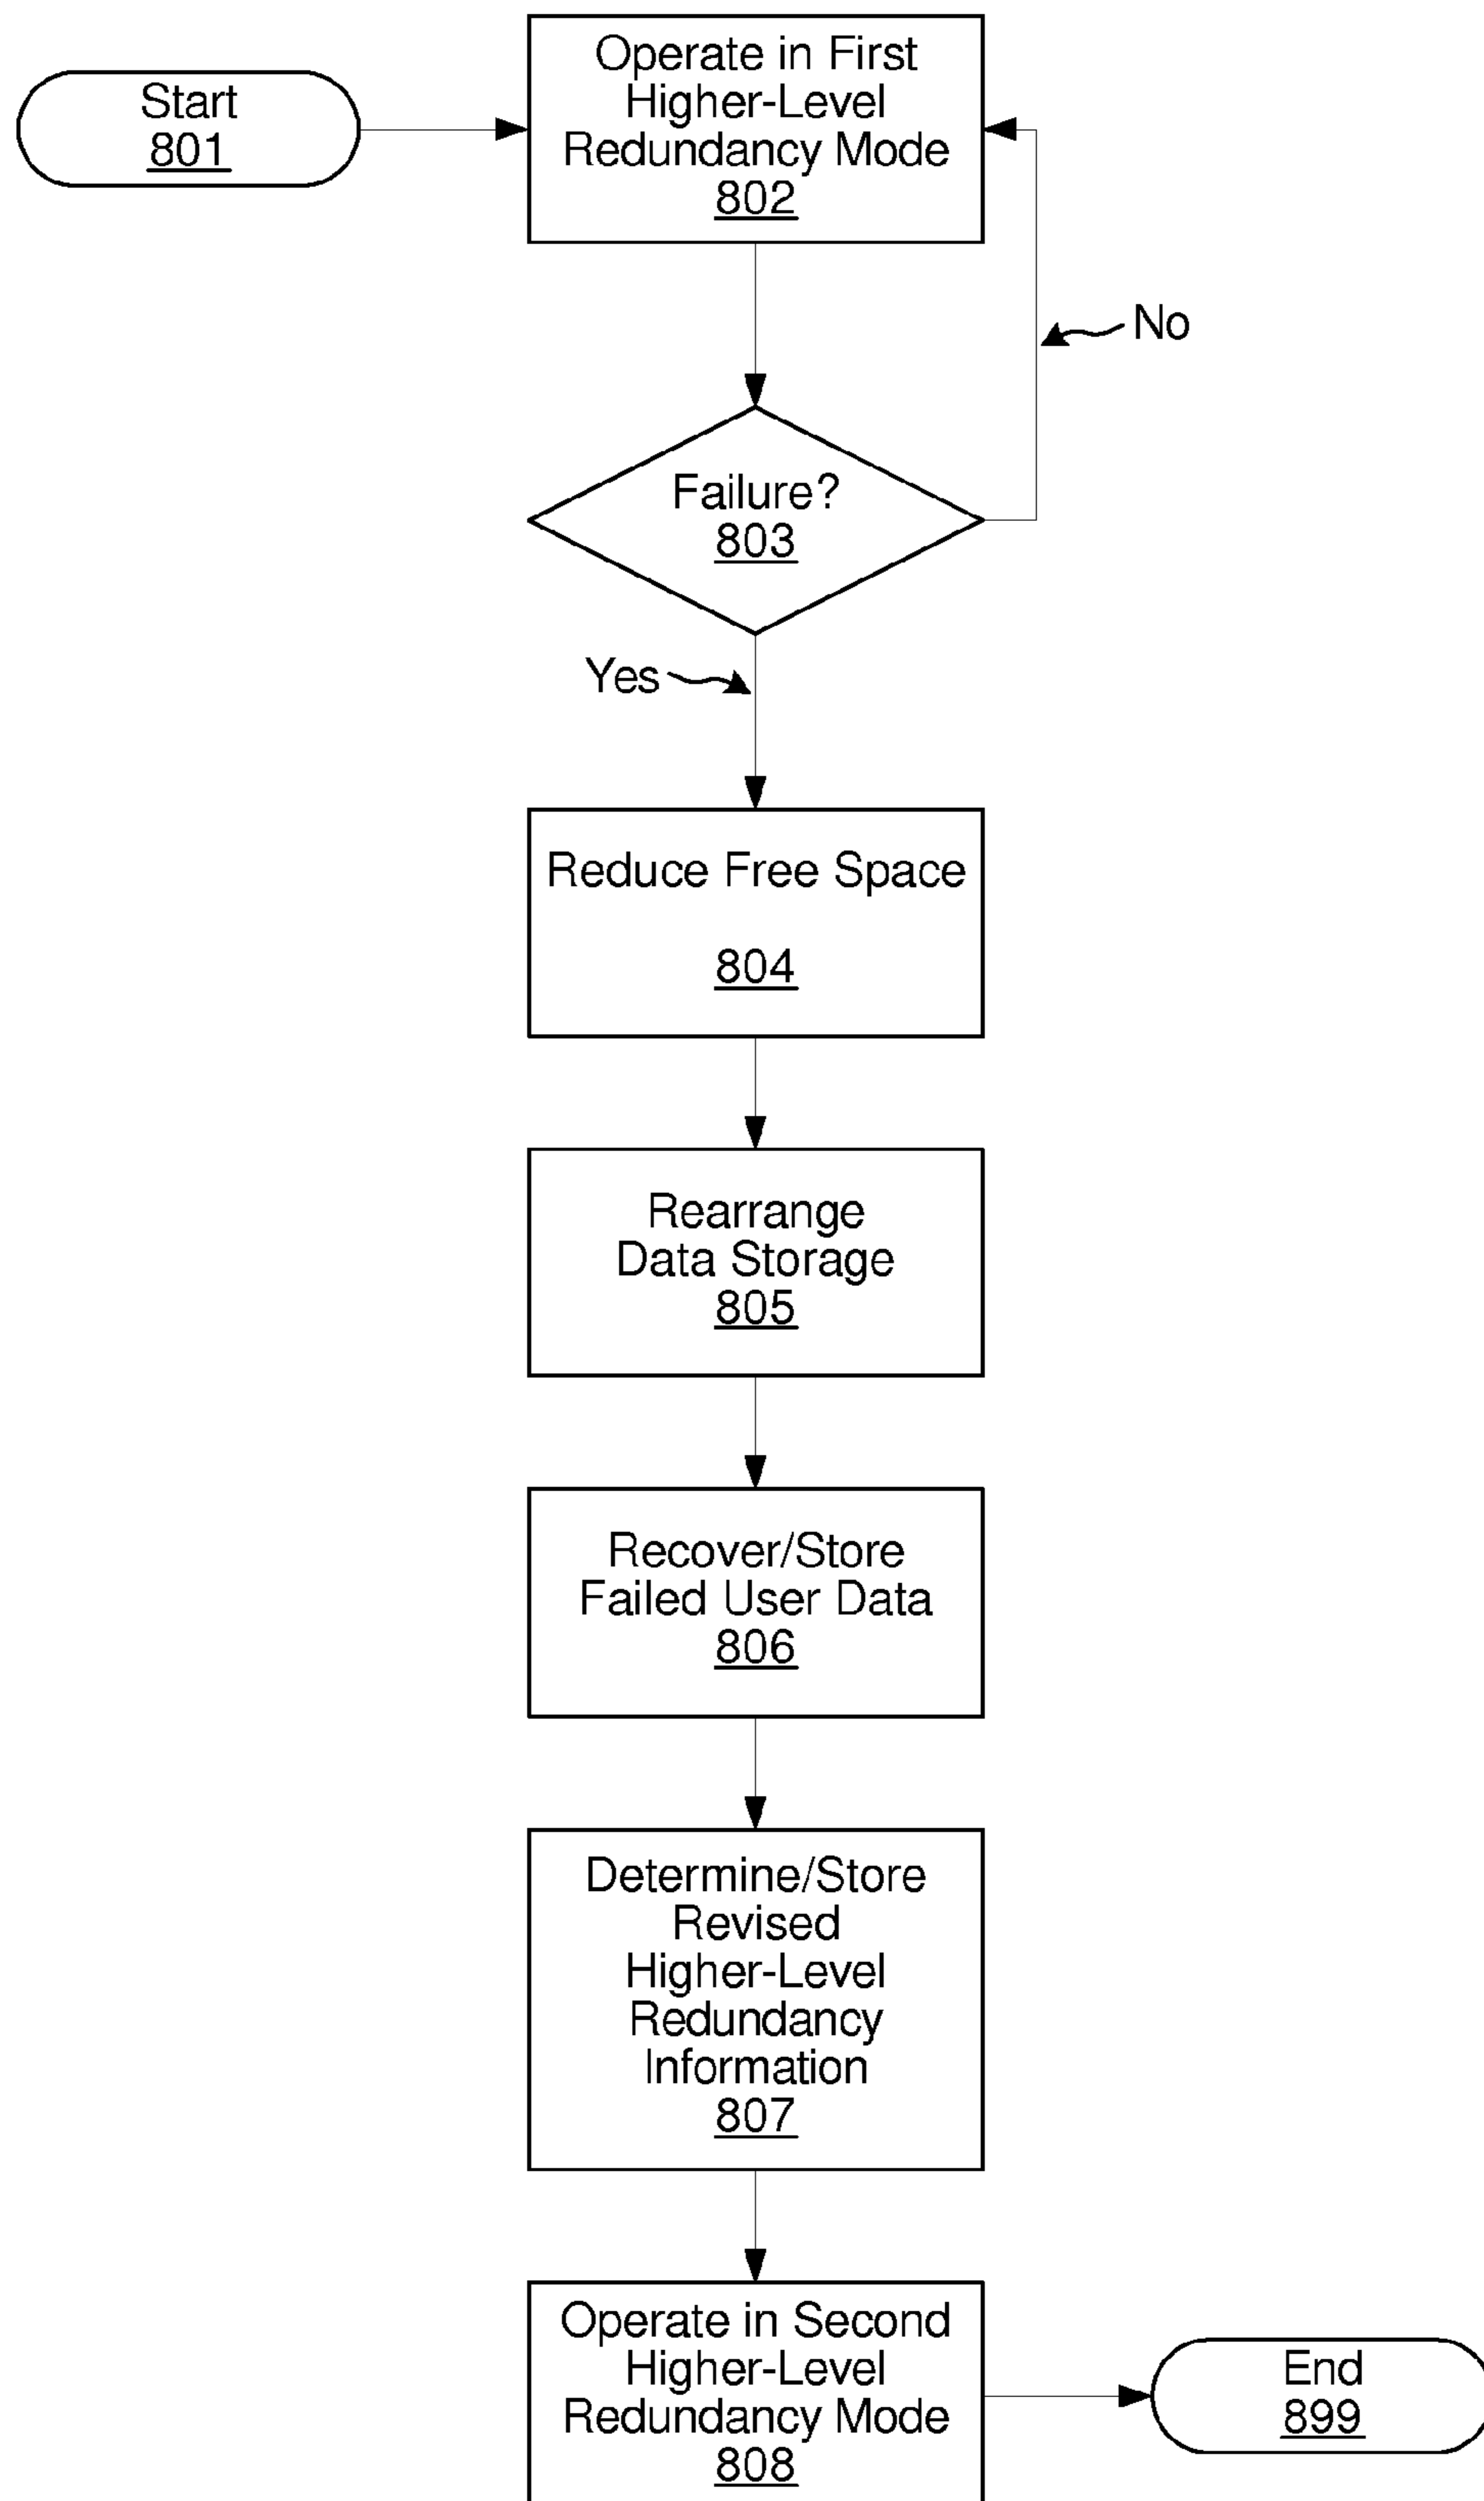 Start
801
Operate in First
Higher-Level
Redundancy Mode
802
No
Failure?
803
Yes
Reduce Free Space
804
Rearrange
Data Storage
805
Recover/Store
Failed User Data
806
Determine/Store
Revised
Higher-Level
Redundancy
Information
807
Operate in Second
Higher-Level
Redundancy Mode
808
End
899